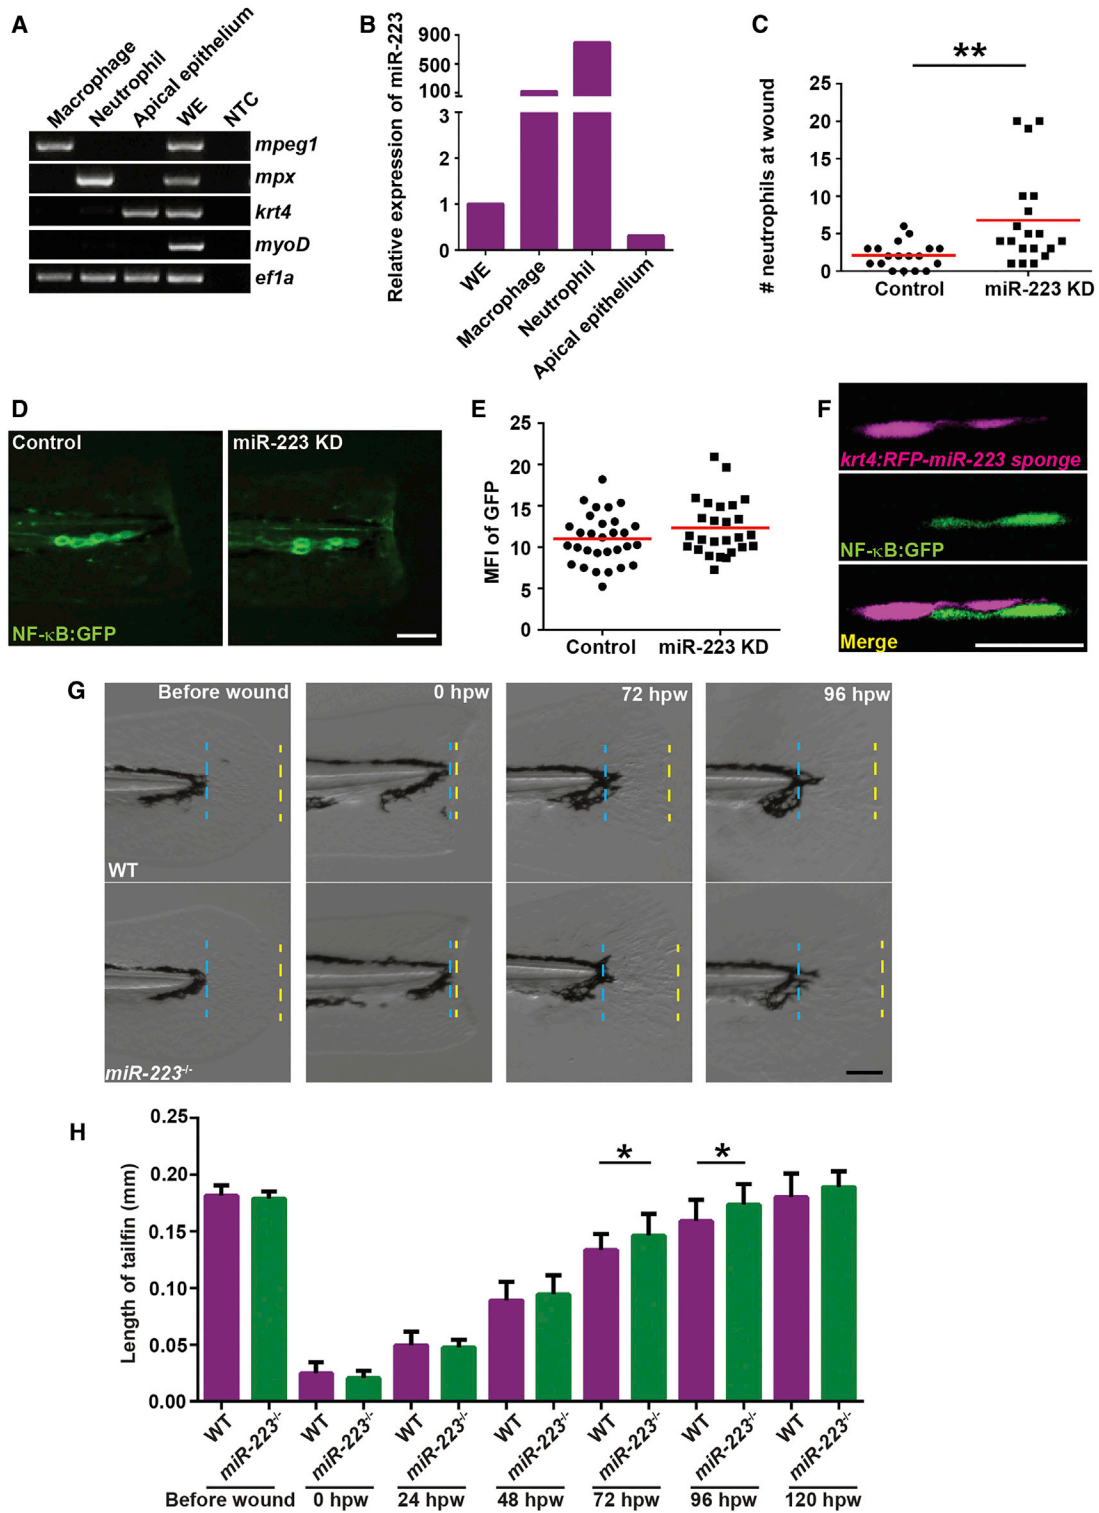 A
Macrophage
Neutrophil
Apical epithelium
WE
NTC
mpeg1
mpx
krt4
myoD
ef1a
B
Relative expression of miR-223
900
500
100
3
2
1
0
WE
Macrophage
Neutrophil
Apical epithelium
C
# neutrophils at wound
25
20
15
10
5
0
**
Control
miR-223 KD
D
Control
miR-223 KD
NF-κB:GFP
E
MFI of GFP
25
20
15
10
5
0
Control
miR-223 KD
F
krt4:RFP-miR-223 sponge
NF-κB:GFP
Merge
G
Before wound
0 hpw
72 hpw
96 hpw
WT
miR-223-/-
H
Length of tailfin (mm)
0.25
0.20
0.15
0.10
0.05
0.00
*
*
WT
miR-223-/-
WT
miR-223-/-
WT
miR-223-/-
WT
miR-223-/-
WT
miR-223-/-
WT
miR-223-/-
WT
miR-223-/-
Before wound
0 hpw
24 hpw
48 hpw
72 hpw
96 hpw
120 hpw